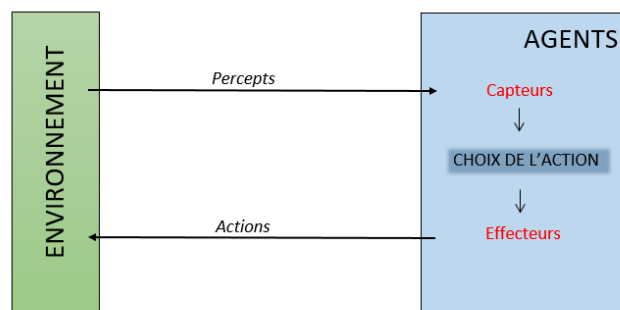 ENVIRONNEMENT
AGENTS
Percepts
Capteurs
CHOIX DE L'ACTION
Actions
Effecteurs